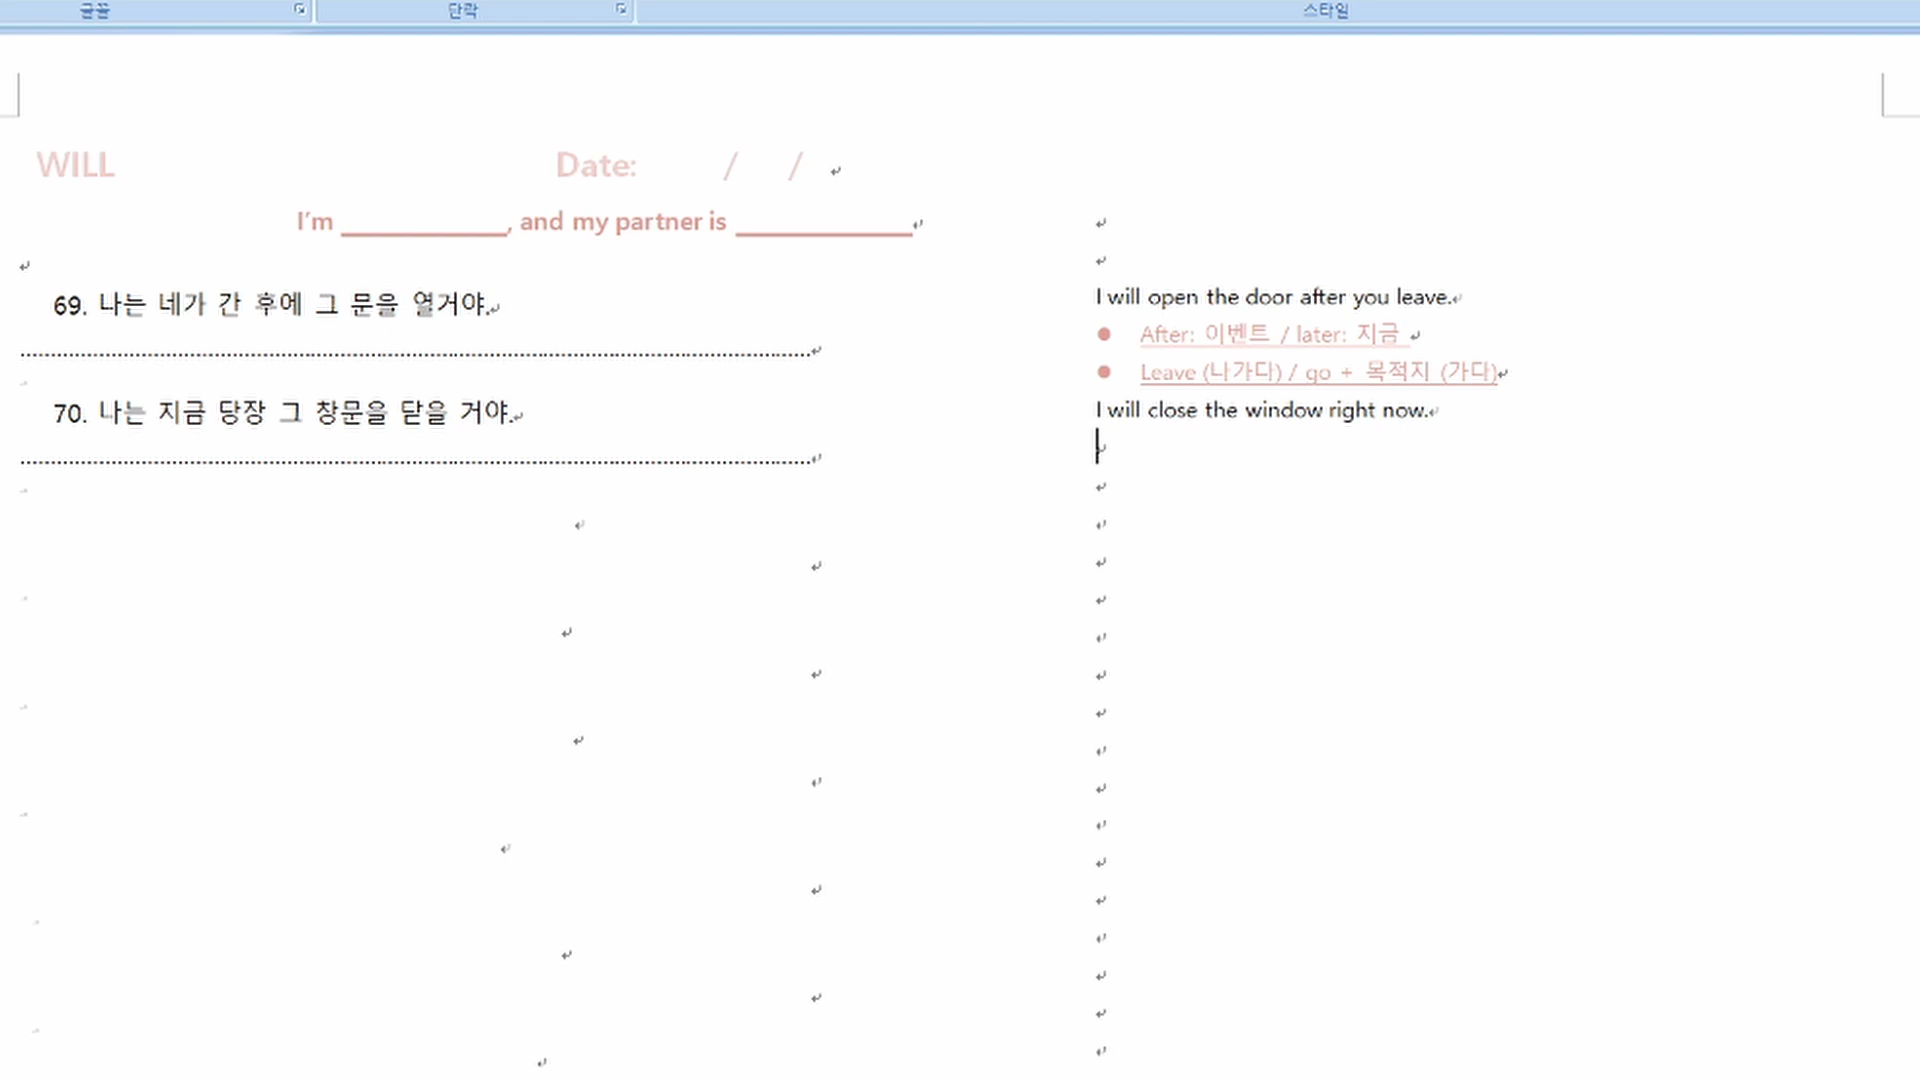 글꼴
단락
스타일
WILL Date: / /
I'm ____________, and my partner is ____________
69. 나는 네가 간 후에 그 문을 열거야.
70. 나는 지금 당장 그 창문을 닫을 거야.
I will open the door after you leave.
● After: 이벤트 / later: 지금
● Leave (나가다) / go + 목적지 (가다)
I will close the window right now.